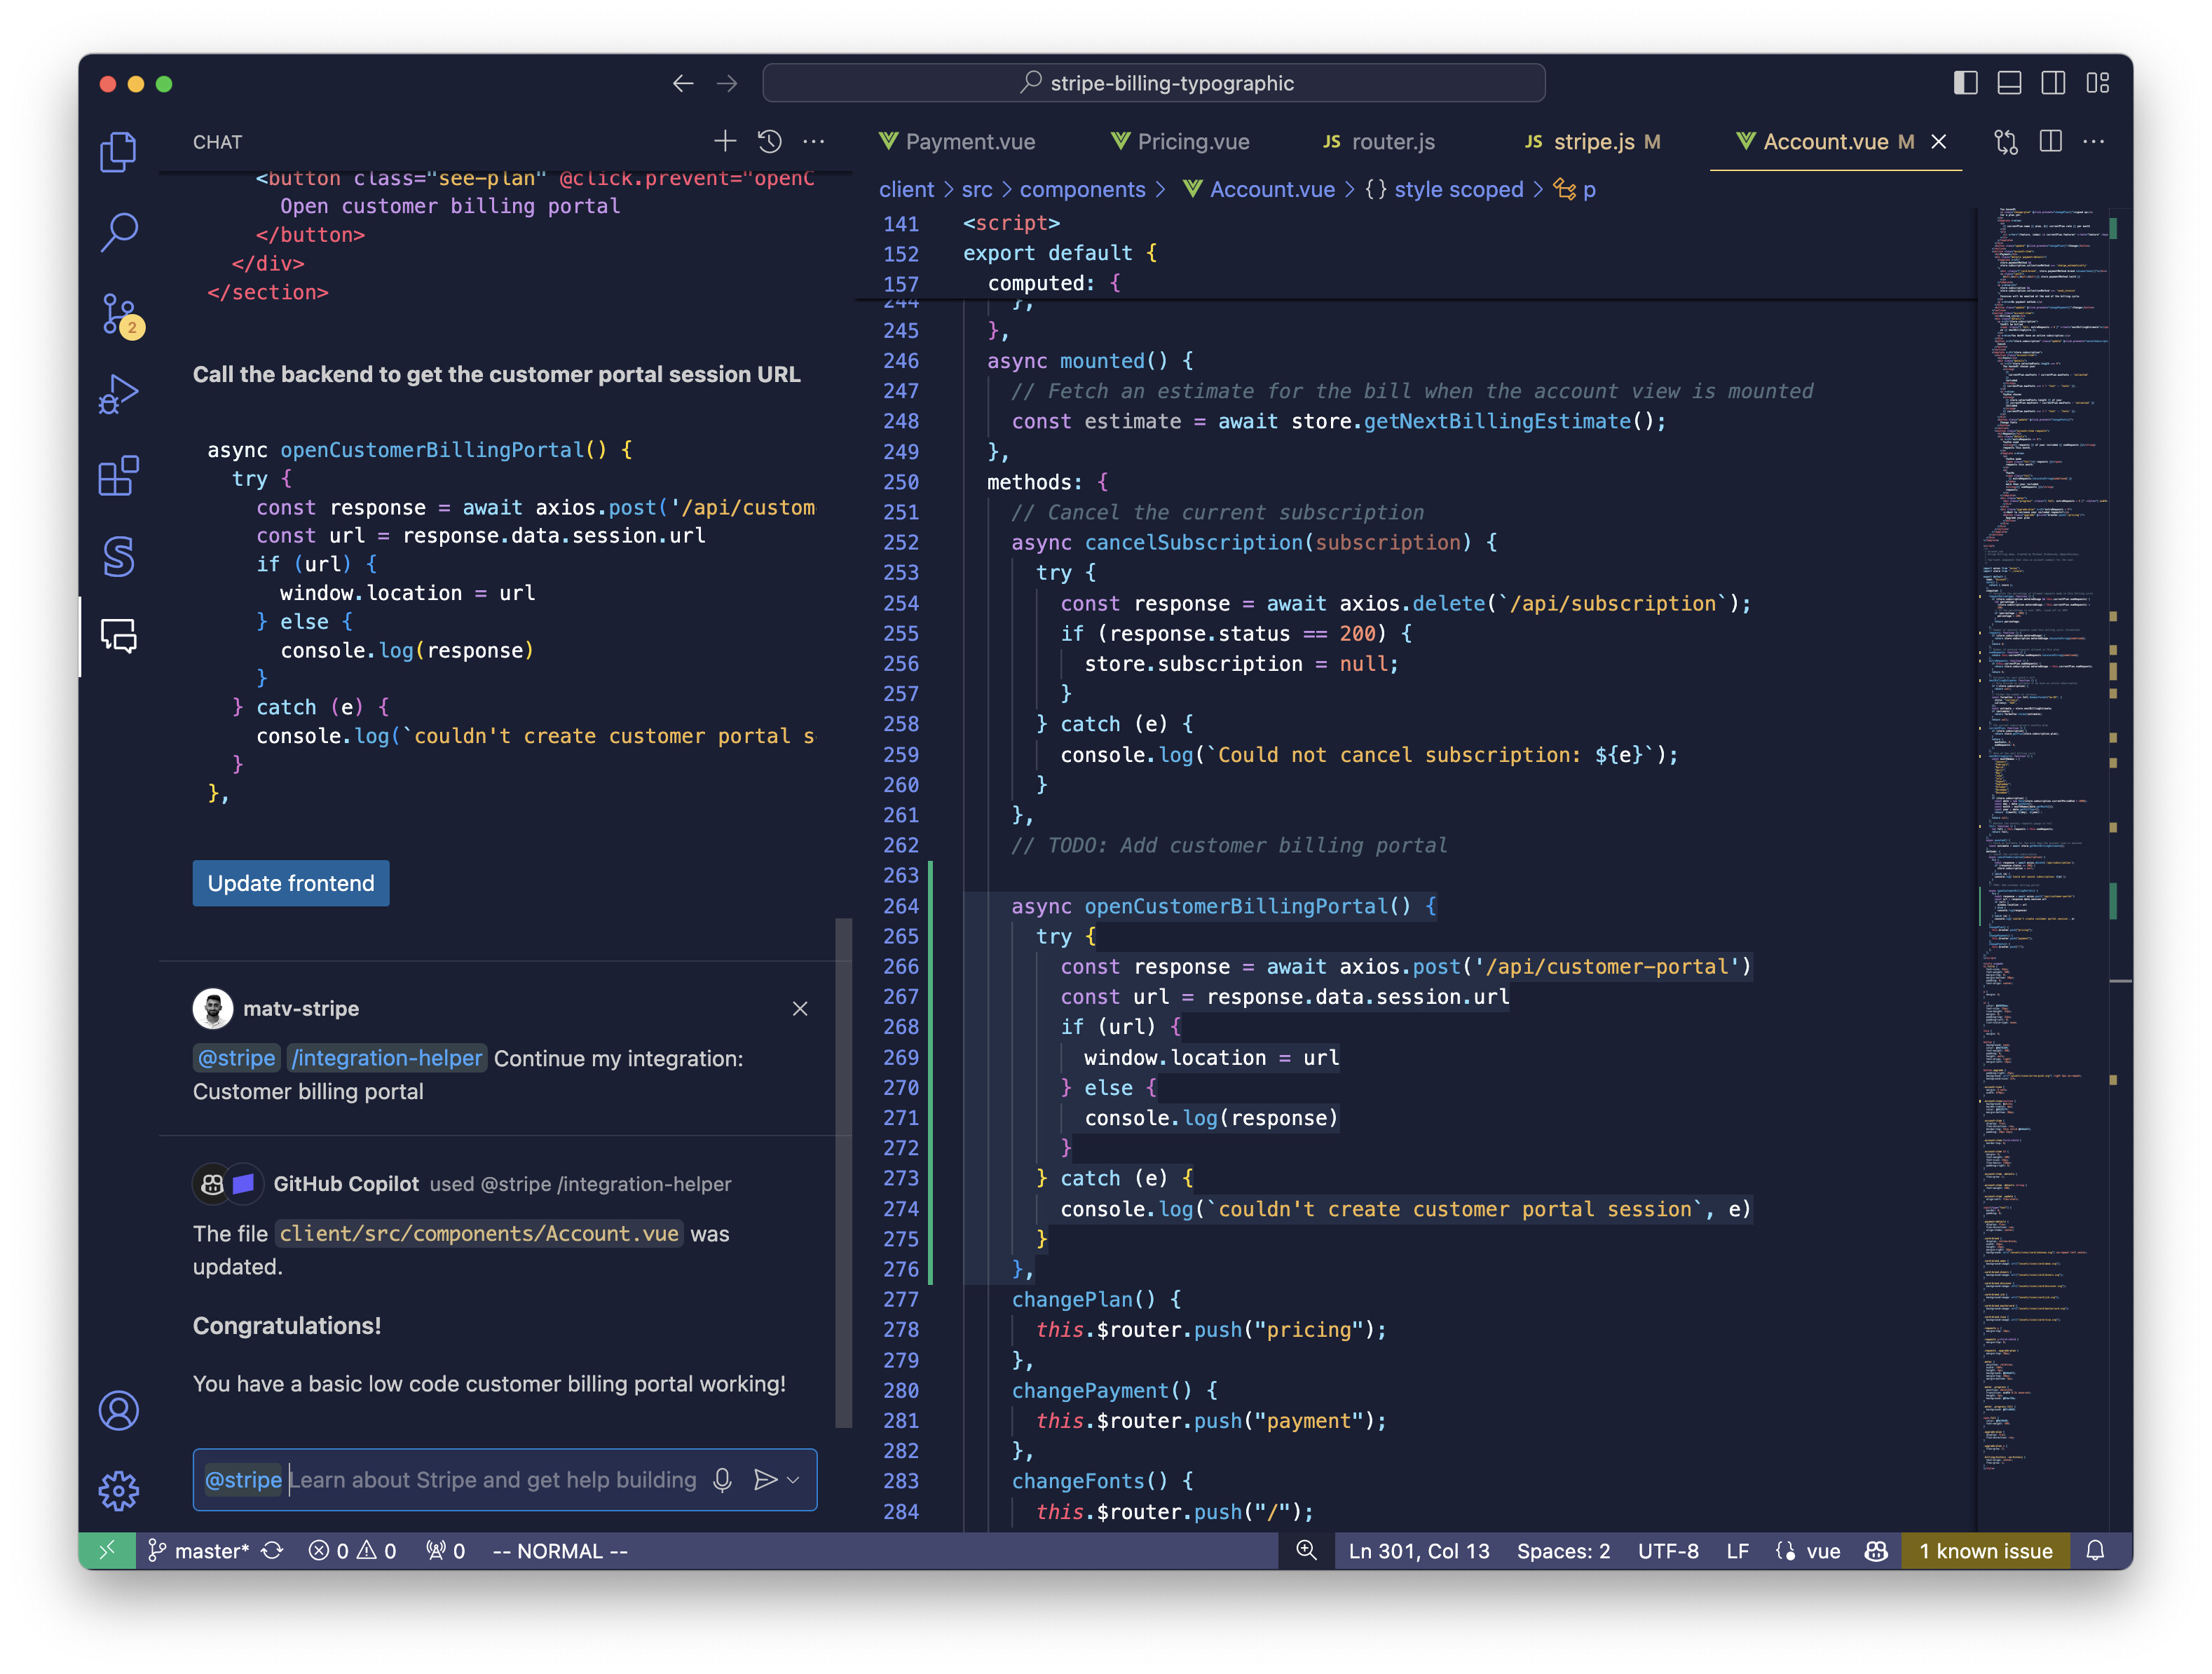 stripe-billing-typographic
CHAT
<button class="see-plan" @click.prevent="openC
Open customer billing portal
</button>
</div>
</section>
Call the backend to get the customer portal session URL
async openCustomerBillingPortal() {
try {
const response = await axios.post('/api/custom
const url = response.data.session.url
if (url) {
window.location = url
} else {
console.log(response)
}
} catch (e) {
console.log(`couldn't create customer portal s
}
},
Update frontend
matv-stripe
@stripe /integration-helper Continue my integration:
Customer billing portal
GitHub Copilot used @stripe /integration-helper
The file client/src/components/Account.vue was
updated.
Congratulations!
You have a basic low code customer billing portal working!
@stripe Learn about Stripe and get help building
2
Payment.vue Pricing.vue JS router.js JS stripe.js M Account.vue M
client > src > components > Account.vue > {} style scoped > p
141 <script>
152 export default {
157 computed: {
244 },
245 },
246 async mounted() {
247 // Fetch an estimate for the bill when the account view is mounted
248 const estimate = await store.getNextBillingEstimate();
249 },
250 methods: {
251 // Cancel the current subscription
252 async cancelSubscription(subscription) {
253 try {
254 const response = await axios.delete(`/api/subscription`);
255 if (response.status == 200) {
256 store.subscription = null;
257 }
258 } catch (e) {
259 console.log(`Could not cancel subscription: ${e}`);
260 }
261 },
262 // TODO: Add customer billing portal
263
264 async openCustomerBillingPortal() {
265 try {
266 const response = await axios.post('/api/customer-portal')
267 const url = response.data.session.url
268 if (url) {
269 window.location = url
270 } else {
271 console.log(response)
272 }
273 } catch (e) {
274 console.log(`couldn't create customer portal session`, e)
275 }
276 },
277 changePlan() {
278 this.$router.push("pricing");
279 },
280 changePayment() {
281 this.$router.push("payment");
282 },
283 changeFonts() {
284 this.$router.push("/");
master* 0 0 0 -- NORMAL -- Ln 301, Col 13 Spaces: 2 UTF-8 LF vue 1 known issue